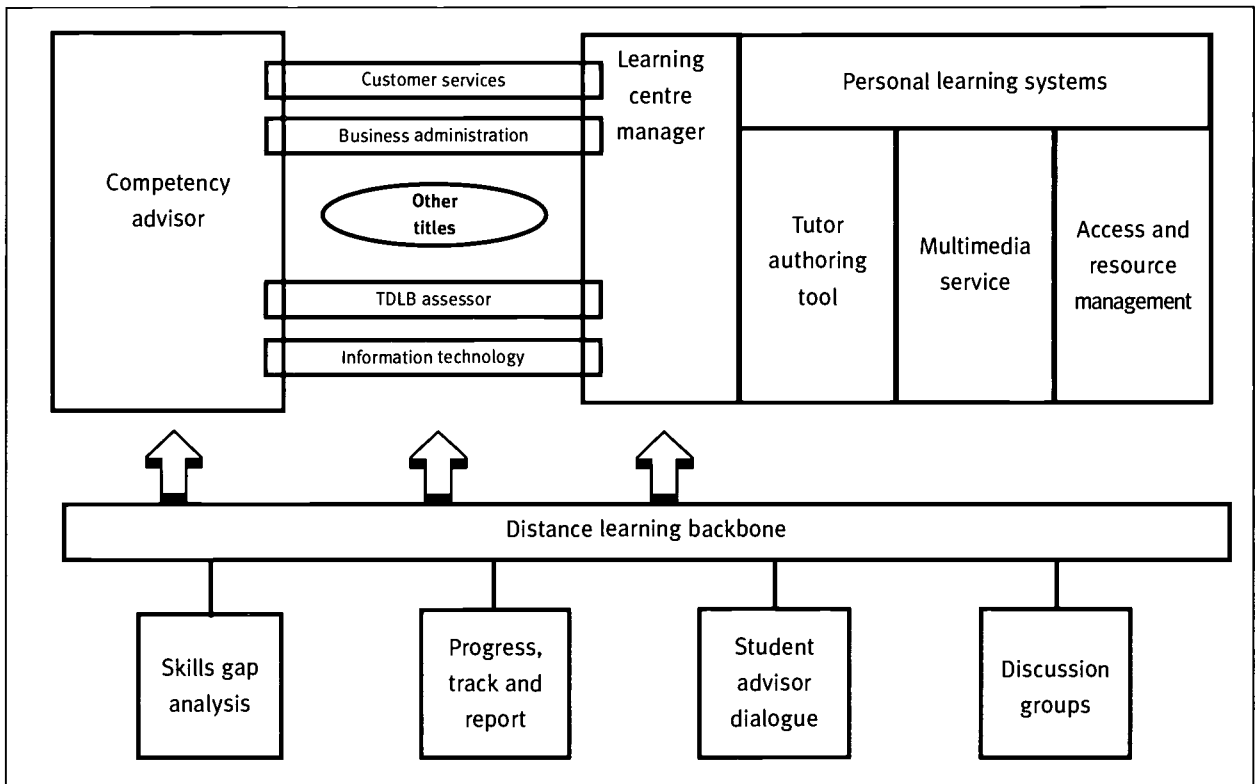 Competency
advisor
Customer services
Business administration
Other
titles
TDLB assessor
Information technology
Learning
centre
manager
Personal learning systems
Tutor
authoring
tool
Multimedia
service
Access and
resource
management
Distance learning backbone
Skills gap
analysis
Progress,
track and
report
Student
advisor
dialogue
Discussion
groups